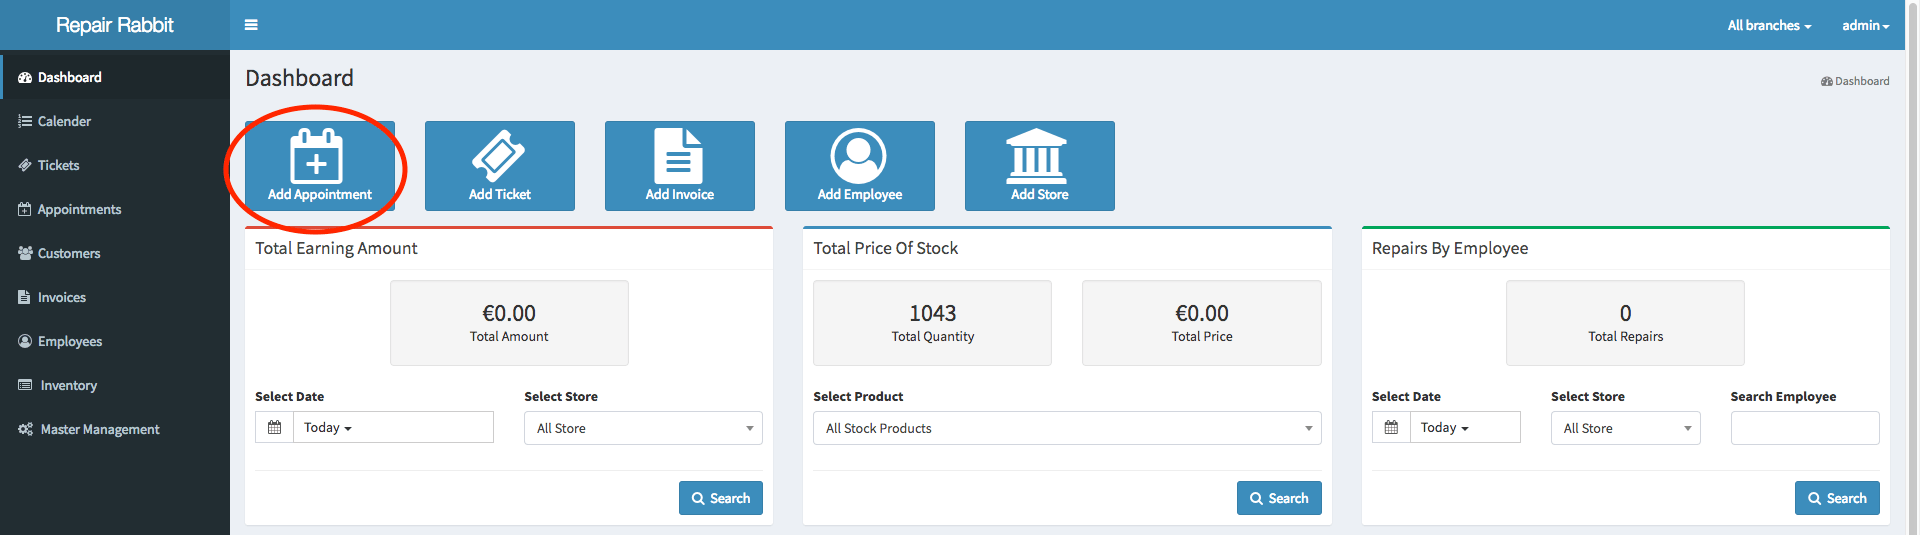 Repair Rabbit
All branches
admin
Dashboard
Calender
Tickets
Appointments
Customers
Invoices
Employees
Inventory
Master Management
Dashboard
Dashboard
Add Appointment
Add Ticket
Add Invoice
Add Employee
Add Store
Total Earning Amount
€0.00
Total Amount
Select Date
Select Store
Today
All Store
Search
Total Price Of Stock
1043
Total Quantity
€0.00
Total Price
Select Product
All Stock Products
Search
Repairs By Employee
0
Total Repairs
Select Date
Select Store
Search Employee
Today
All Store
Search